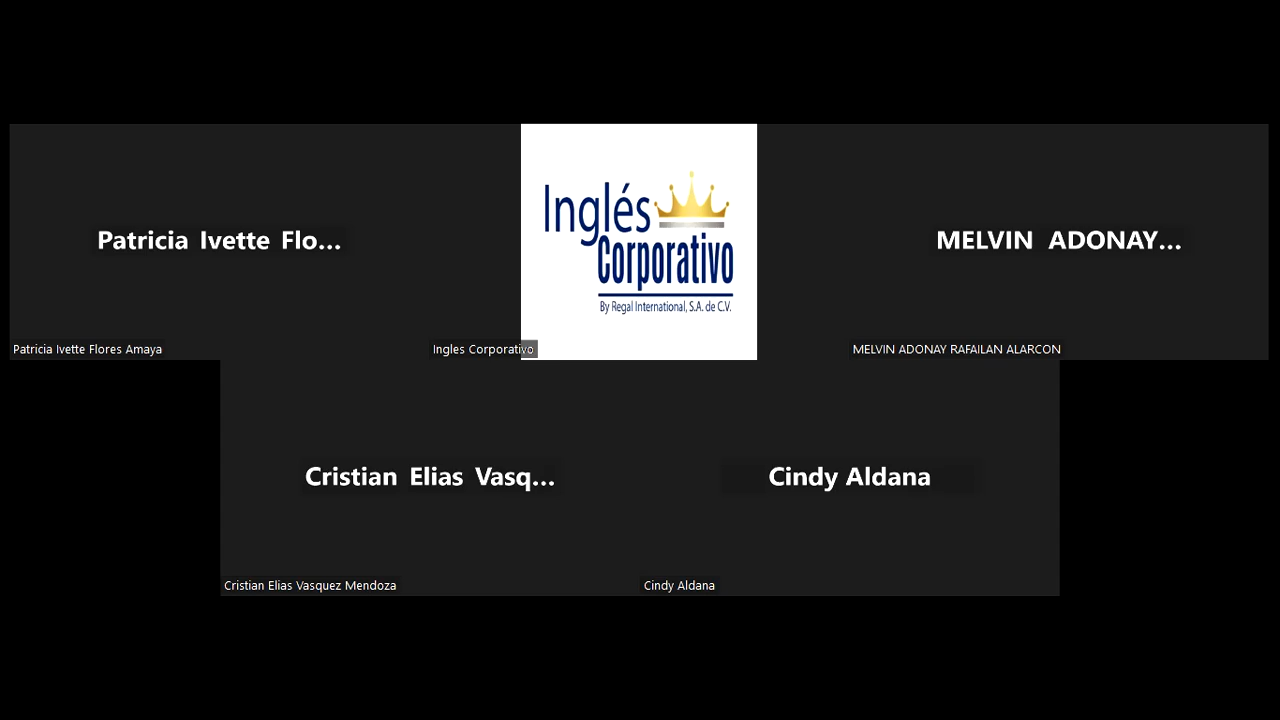 Patricia Ivette Flo...
Patricia Ivette Flores Amaya
Inglés
Corporativo
By Regal International, S.A. de C.V.
Ingles Corporativo
MELVIN ADONAY...
MELVIN ADONAY RAFAILAN ALARCON
Cristian Elias Vasq...
Cristian Elias Vasquez Mendoza
Cindy Aldana
Cindy Aldana